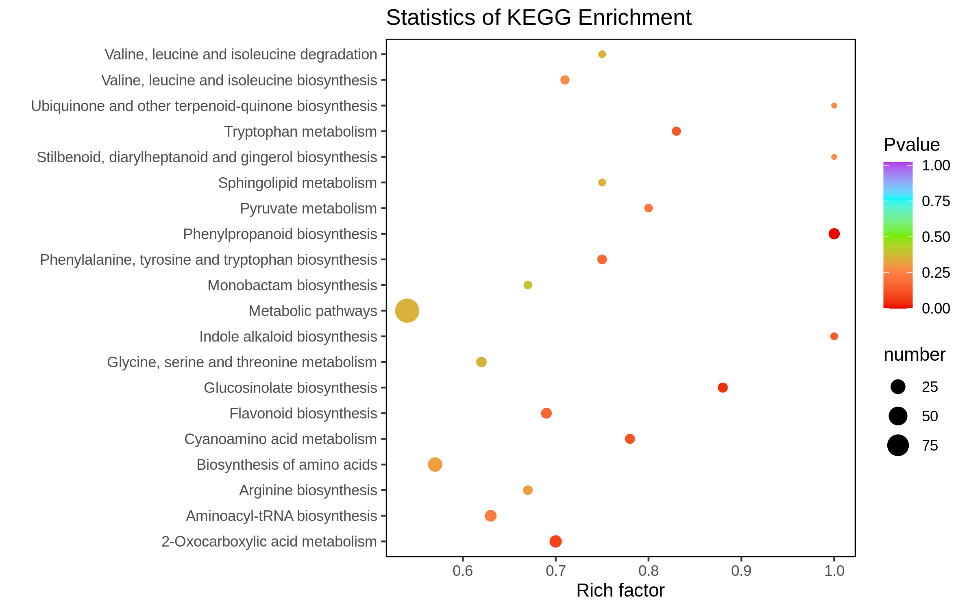 Statistics of KEGG Enrichment
Valine, leucine and isoleucine degradation
Valine, leucine and isoleucine biosynthesis
Ubiquinone and other terpenoid-quinone biosynthesis
Tryptophan metabolism
Stilbenoid, diarylheptanoid and gingerol biosynthesis
Sphingolipid metabolism
Pyruvate metabolism
Phenylpropanoid biosynthesis
Phenylalanine, tyrosine and tryptophan biosynthesis
Monobactam biosynthesis
Metabolic pathways
Indole alkaloid biosynthesis
Glycine, serine and threonine metabolism
Glucosinolate biosynthesis
Flavonoid biosynthesis
Cyanoamino acid metabolism
Biosynthesis of amino acids
Arginine biosynthesis
Aminoacyl-tRNA biosynthesis
2-Oxocarboxylic acid metabolism
0.6 0.7 0.8 0.9 1.0
Rich factor
Pvalue
1.00
0.75
0.50
0.25
0.00
number
25
50
75